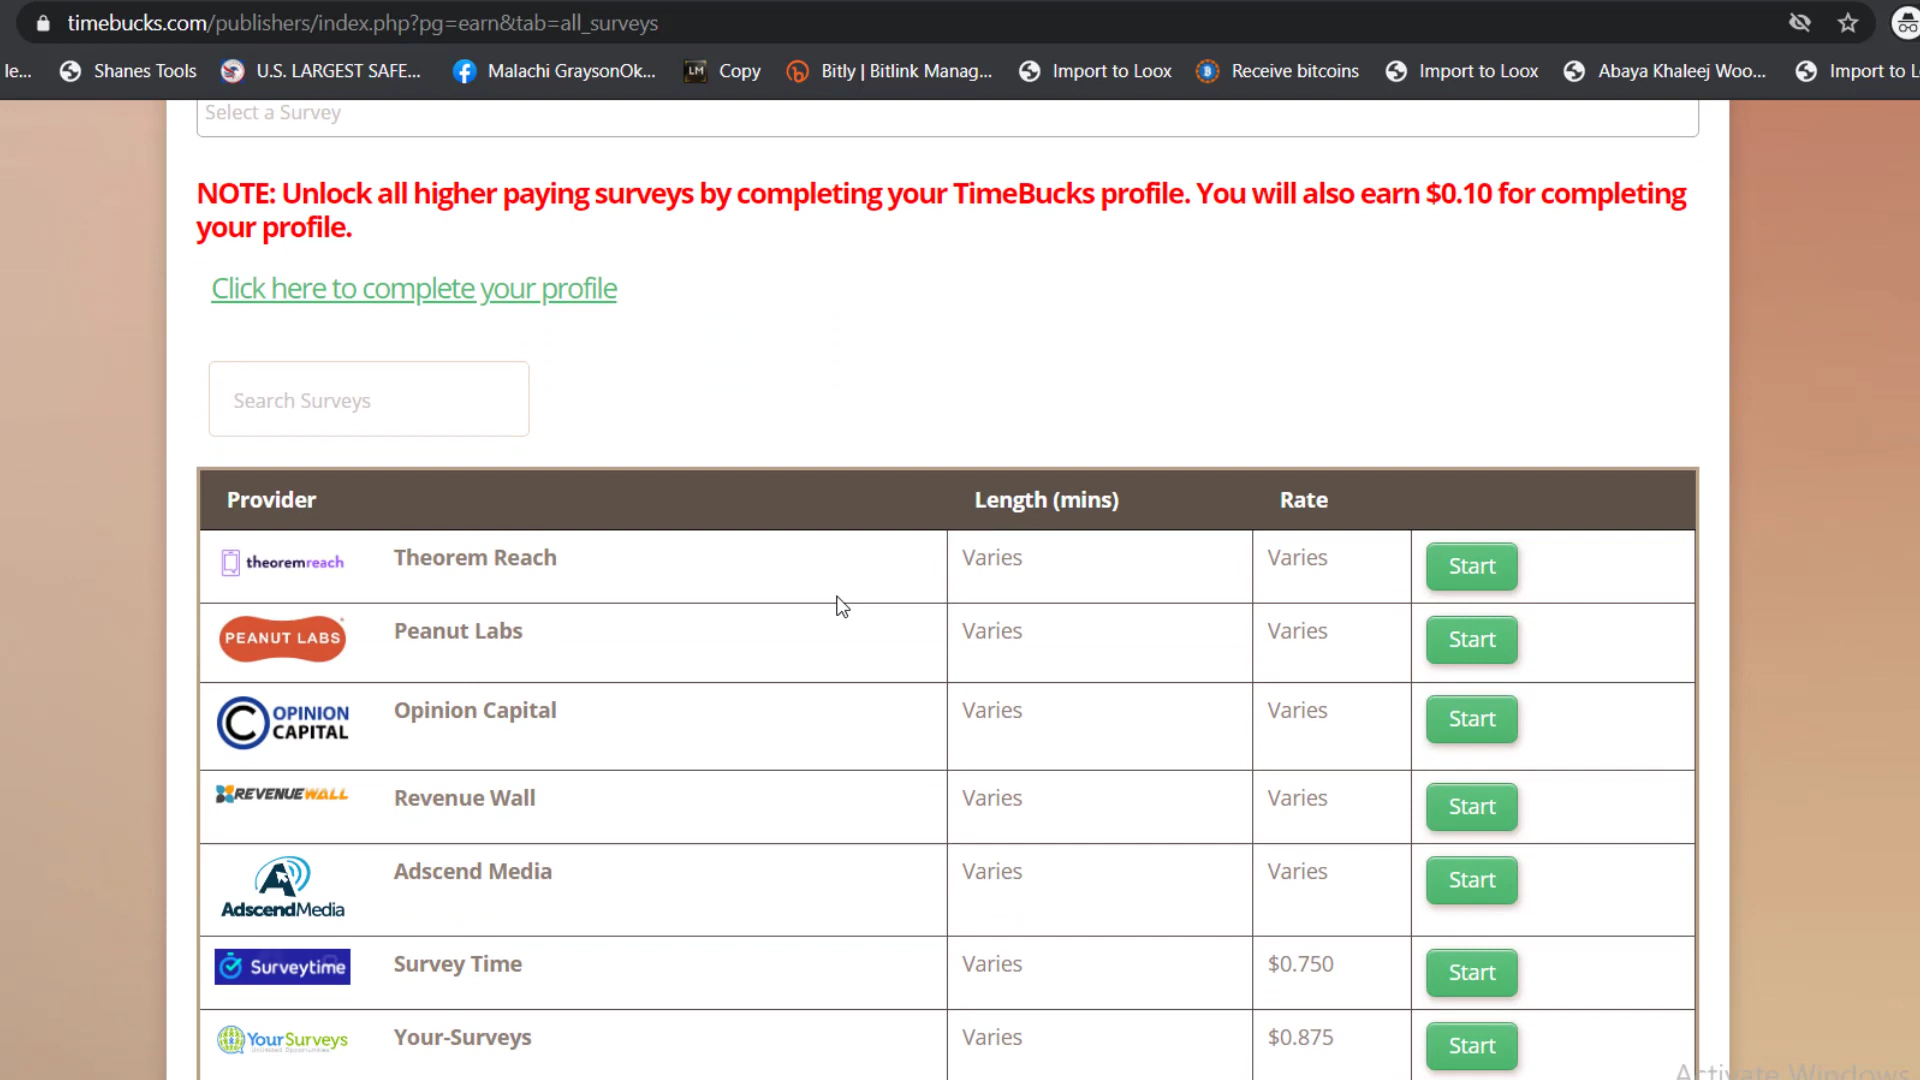 timebucks.com/publishers/index.php?pg=earn&tab=all_surveys
le... Shanes Tools U.S. LARGEST SAFE... Malachi GraysonOk... LM Copy Bitly | Bitlink Manag... Import to Loox Receive bitcoins Import to Loox Abaya Khaleej Woo... Import to L
Select a Survey
NOTE: Unlock all higher paying surveys by completing your TimeBucks profile. You will also earn $0.10 for completing
your profile.
Click here to complete your profile
Search Surveys
Provider Length (mins) Rate
theoremreach Theorem Reach Varies Varies Start
PEANUT LABS Peanut Labs Varies Varies Start
OPINION
CAPITAL Opinion Capital Varies Varies Start
REVENUEWALL Revenue Wall Varies Varies Start
AdscendMedia Adscend Media Varies Varies Start
Surveytime Survey Time Varies $0.750 Start
YourSurveys Your-Surveys Varies $0.875 Start
Unlimited Opportunities
Activate Windows